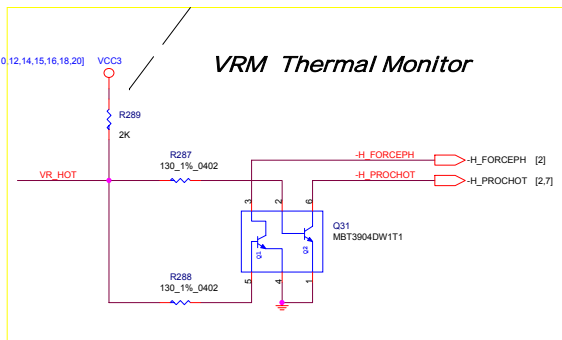 0,12,14,15,16,18,20]
VCC3
VRM Thermal Monitor
R289
2K
R287
130_1%_0402
-H_FORCEPH
-H_FORCEPH [2]
VR_HOT
-H_PROCHOT
-H_PROCHOT [2,7]
3
2
6
Q31
MBT3904DW1T1
Q1
Q2
R288
130_1%_0402
5
4
1